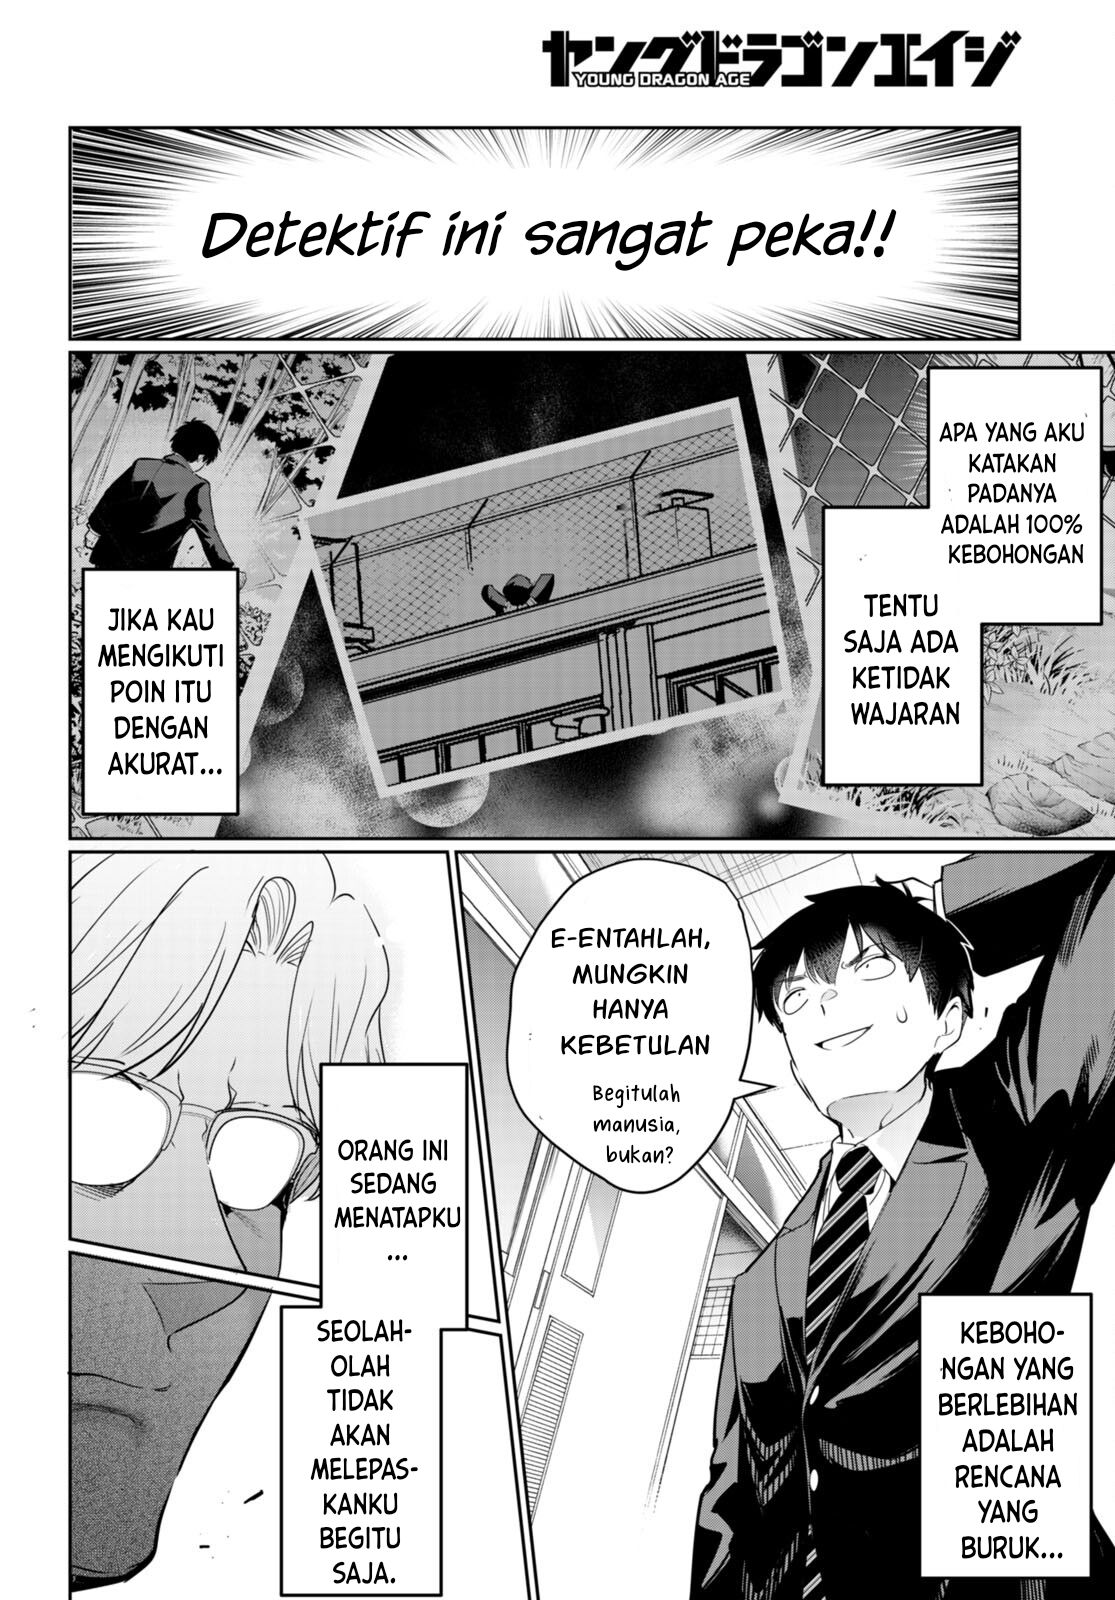 ヤングドラゴンエイジ
YOUNG DRAGON AGE
Detektif ini sangat peka!!
APA YANG AKU
KATAKAN
PADANYA
ADALAH 100%
KEBOHONGAN
TENTU
SAJA ADA
KETIDAK
WAJARAN
JIKA KAU
MENGIKUTI
POIN ITU
DENGAN
AKURAT...
E-ENTAHLAH,
MUNGKIN
HANYA
KEBETULAN
Begitulah
manusia,
bukan?
KEBOHO-
NGAN YANG
BERLEBIHAN
ADALAH
RENCANA
YANG
BURUK...
ORANG INI
SEDANG
MENATAPKU
...
SEOLAH-
OLAH
TIDAK
AKAN
MELEPAS-
KANKU
BEGITU
SAJA.